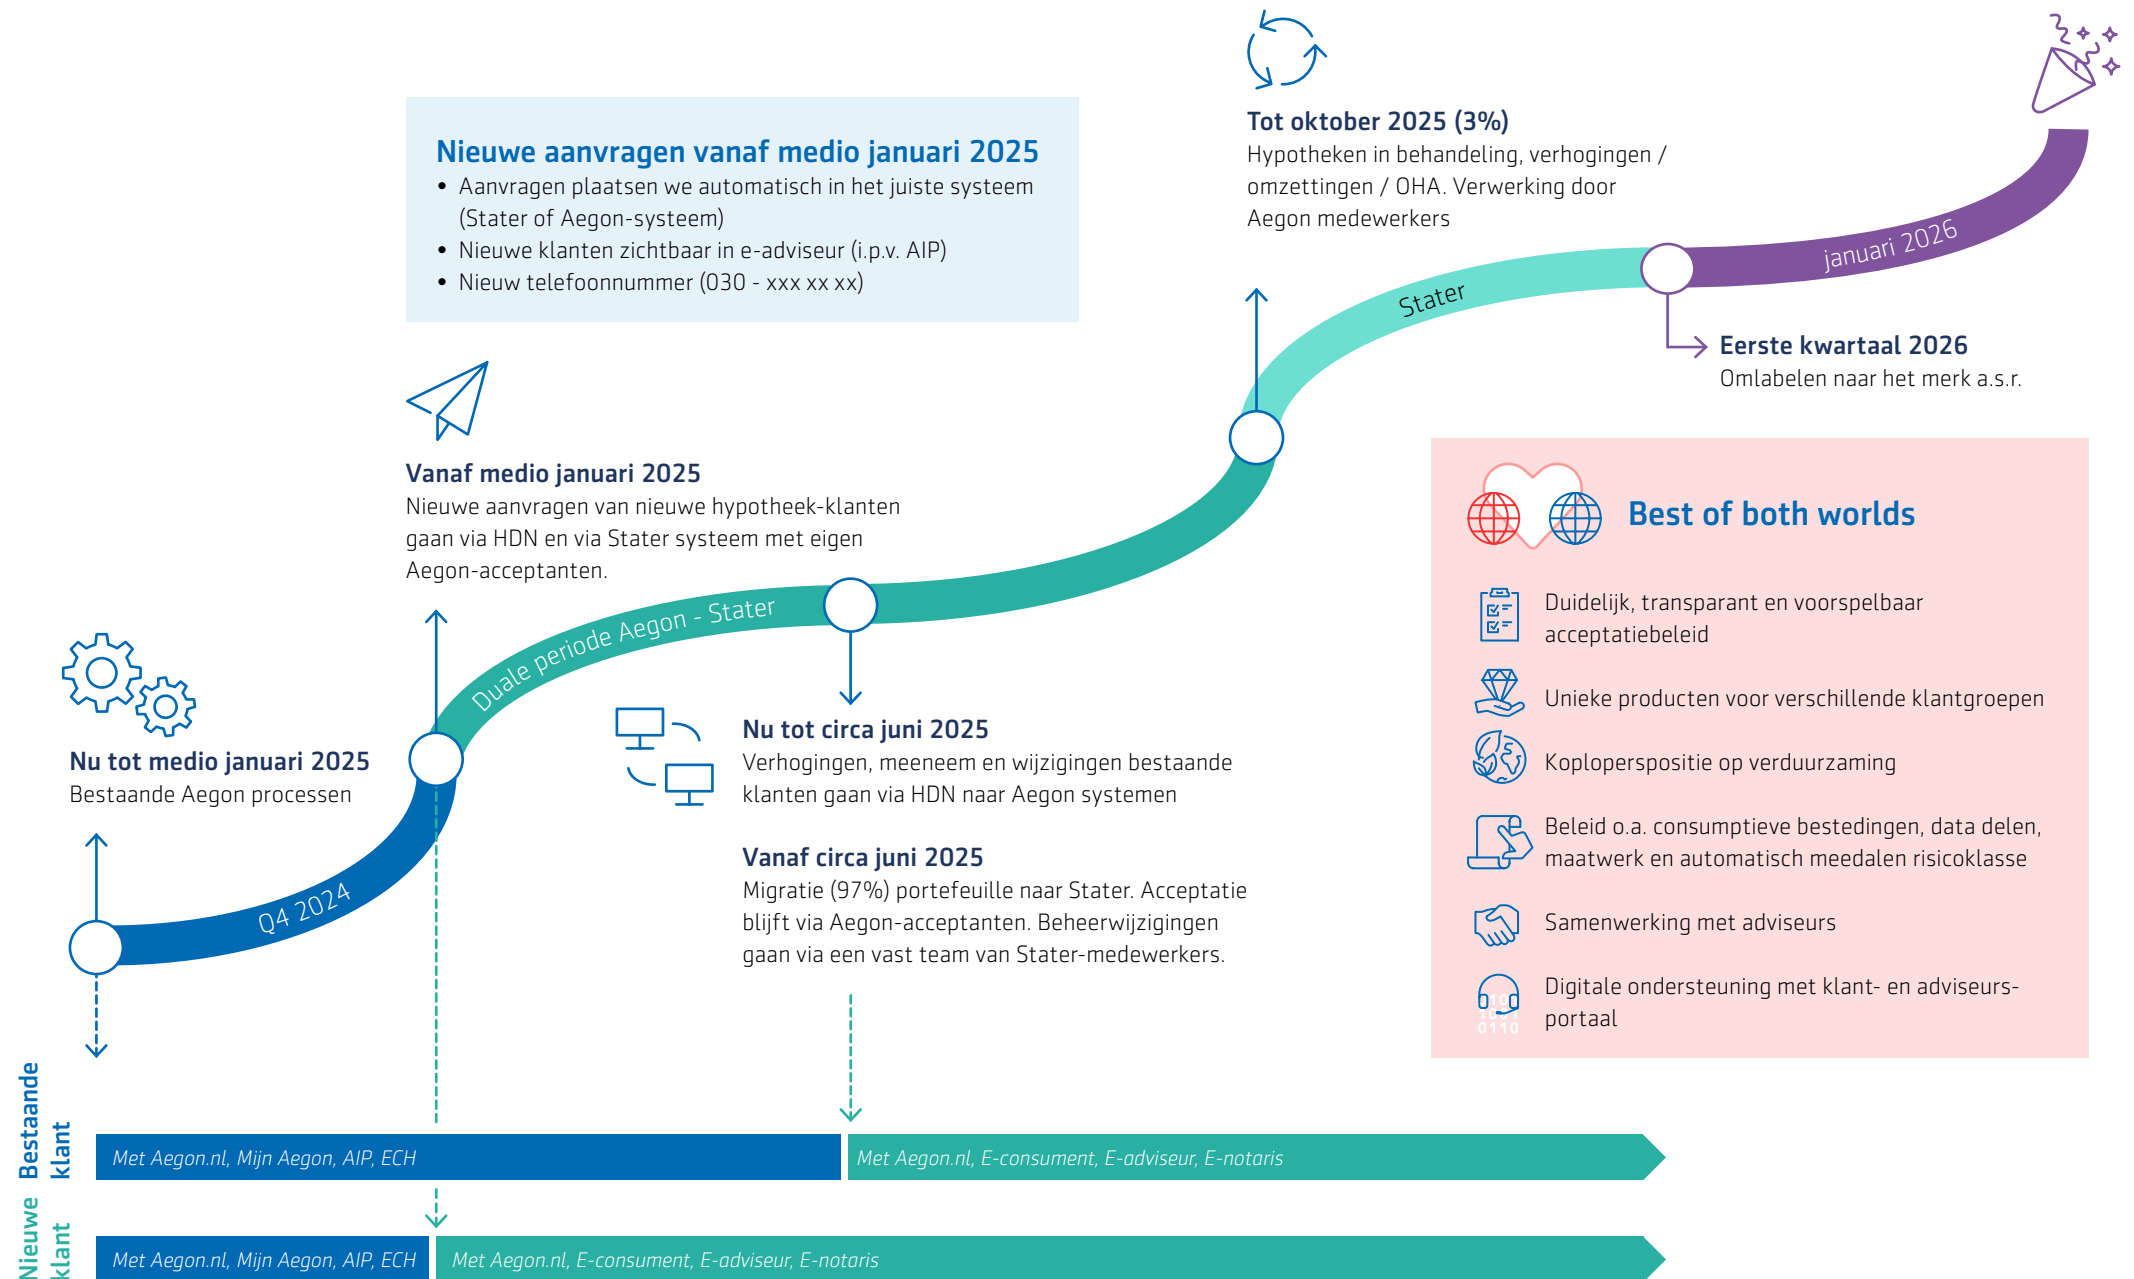 Nieuwe aanvragen vanaf medio januari 2025
• Aanvragen plaatsen we automatisch in het juiste systeem
(Stater of Aegon-systeem)
• Nieuwe klanten zichtbaar in e-adviseur (i.p.v. AIP)
• Nieuw telefoonnummer (030 - xxx xx xx)
Tot oktober 2025 (3%)
Hypotheken in behandeling, verhogingen /
omzettingen / OHA. Verwerking door
Aegon medewerkers
januari 2026
Stater
Eerste kwartaal 2026
Omlabelen naar het merk a.s.r.
Vanaf medio januari 2025
Nieuwe aanvragen van nieuwe hypotheek-klanten
gaan via HDN en via Stater systeem met eigen
Aegon-acceptanten.
Duale periode Aegon - Stater
Nu tot medio januari 2025
Bestaande Aegon processen
Q4 2024
Nu tot circa juni 2025
Verhogingen, meeneem en wijzigingen bestaande
klanten gaan via HDN naar Aegon systemen
Vanaf circa juni 2025
Migratie (97%) portefeuille naar Stater. Acceptatie
blijft via Aegon-acceptanten. Beheerwijzigingen
gaan via een vast team van Stater-medewerkers.
Best of both worlds
Duidelijk, transparant en voorspelbaar
acceptatiebeleid
Unieke producten voor verschillende klantgroepen
Koploperspositie op verduurzaming
Beleid o.a. consumptieve bestedingen, data delen,
maatwerk en automatisch meedalen risicoklasse
Samenwerking met adviseurs
Digitale ondersteuning met klant- en adviseurs-
portaal
0110
Bestaande
klant
Met Aegon.nl, Mijn Aegon, AIP, ECH
Met Aegon.nl, E-consument, E-adviseur, E-notaris
Nieuwe
klant
Met Aegon.nl, Mijn Aegon, AIP, ECH
Met Aegon.nl, E-consument, E-adviseur, E-notaris